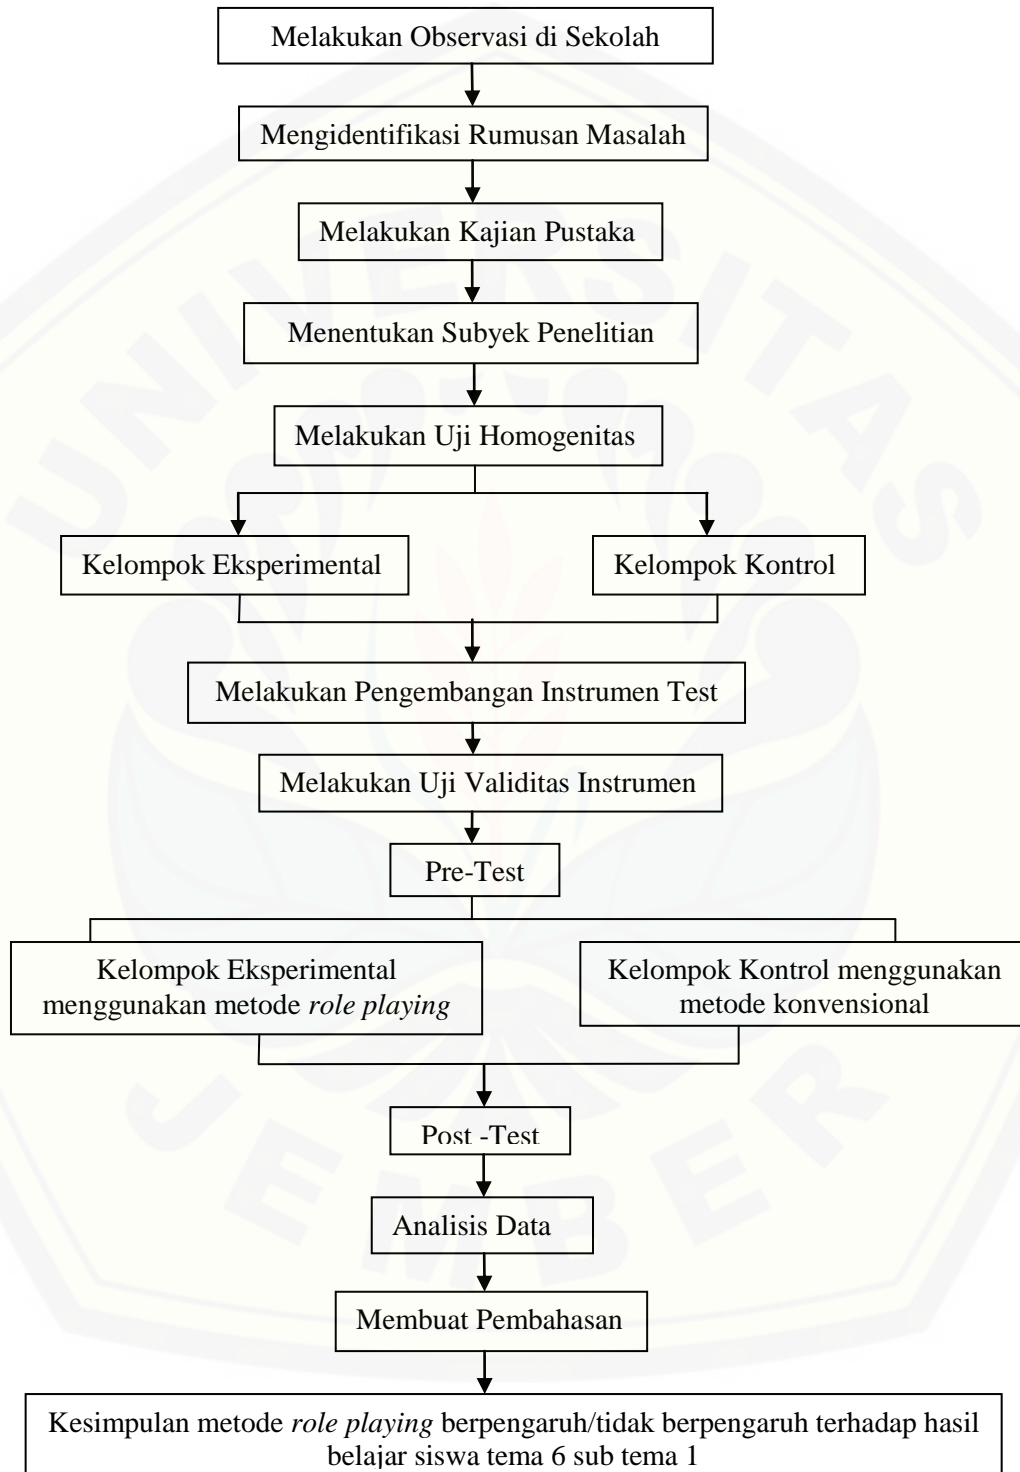 Melakukan Observasi di Sekolah
Mengidentifikasi Rumusan Masalah
Melakukan Kajian Pustaka
Menentukan Subyek Penelitian
Melakukan Uji Homogenitas
Kelompok Eksperimental
Kelompok Kontrol
Melakukan Pengembangan Instrumen Test
Melakukan Uji Validitas Instrumen
Pre-Test
Kelompok Eksperimental
menggunakan metode role playing
Kelompok Kontrol menggunakan
metode konvensional
Post -Test
Analisis Data
Membuat Pembahasan
Kesimpulan metode role playing berpengaruh/tidak berpengaruh terhadap hasil
belajar siswa tema 6 sub tema 1
UNIVERSITAS
JEMBER